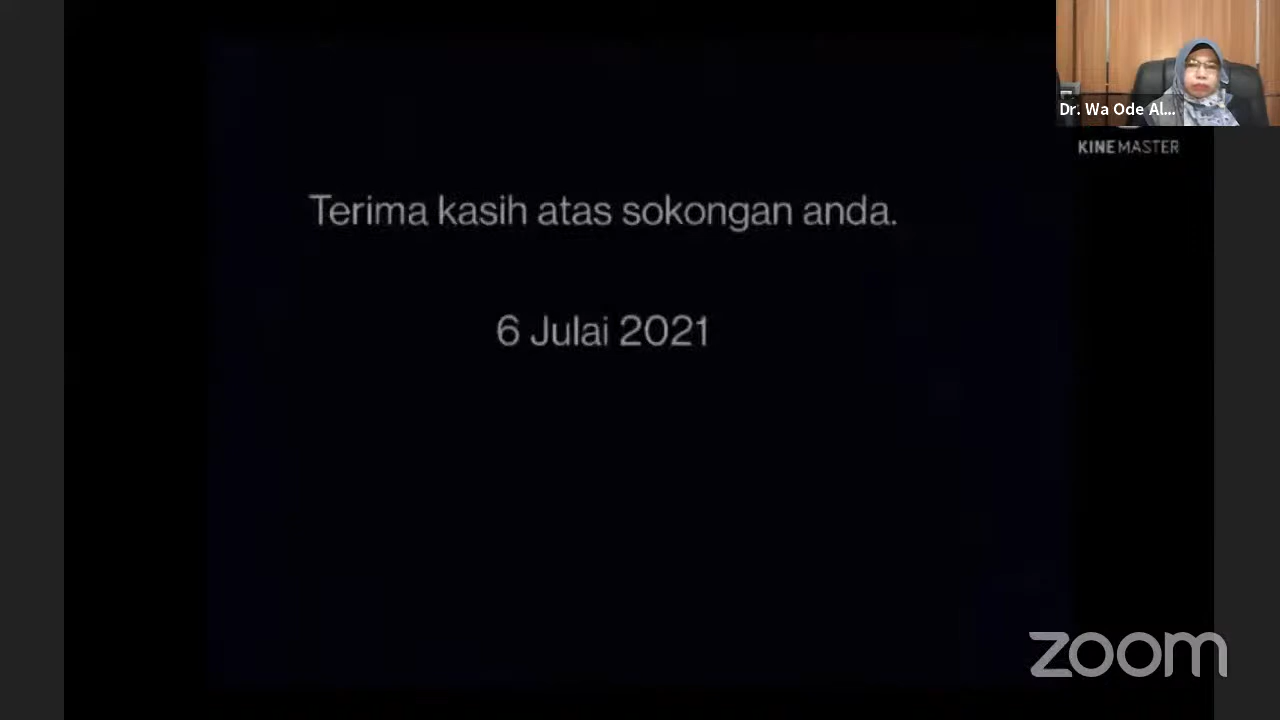 Dr. Wa Ode Al...
KINEMASTER
Terima kasih atas sokongan anda.
6 Julai 2021
zoom